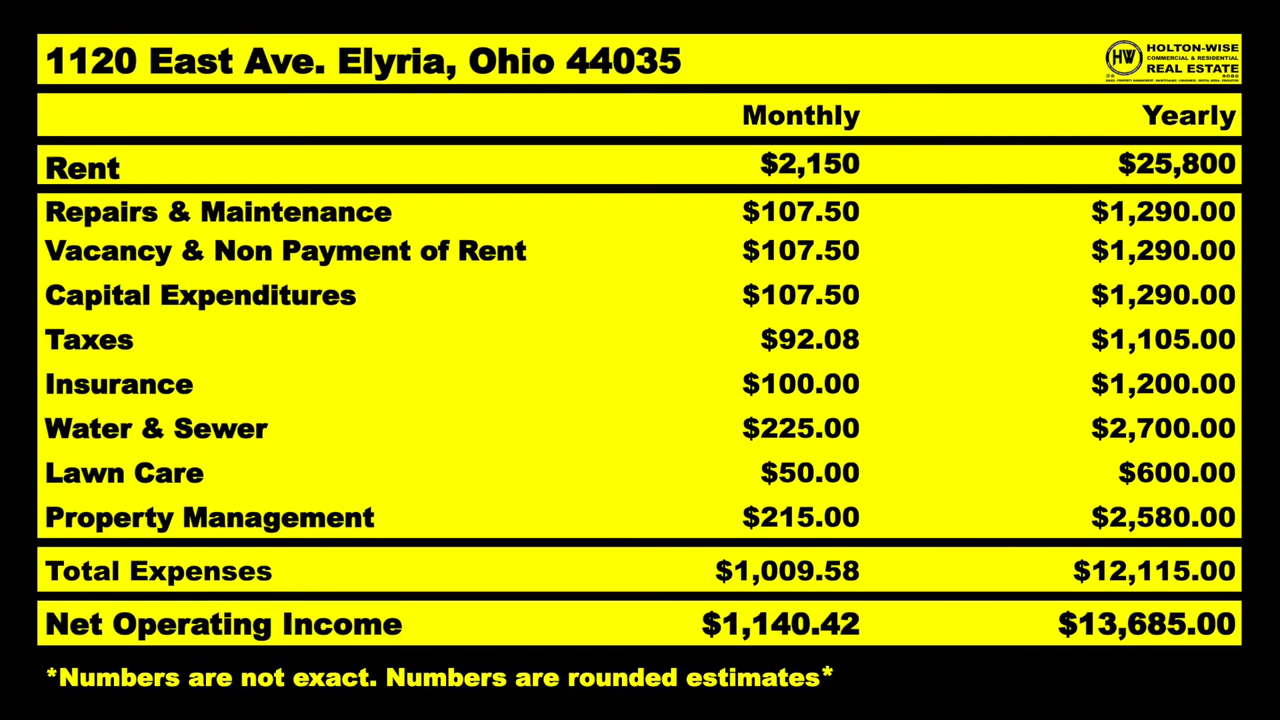 1120 East Ave. Elyria, Ohio 44035
HW
HOLTON-WISE
COMMERCIAL & RESIDENTIAL
REAL ESTATE
Monthly Yearly
Rent $2,150 $25,800
Repairs & Maintenance $107.50 $1,290.00
Vacancy & Non Payment of Rent $107.50 $1,290.00
Capital Expenditures $107.50 $1,290.00
Taxes $92.08 $1,105.00
Insurance $100.00 $1,200.00
Water & Sewer $225.00 $2,700.00
Lawn Care $50.00 $600.00
Property Management $215.00 $2,580.00
Total Expenses $1,009.58 $12,115.00
Net Operating Income $1,140.42 $13,685.00
*Numbers are not exact. Numbers are rounded estimates*